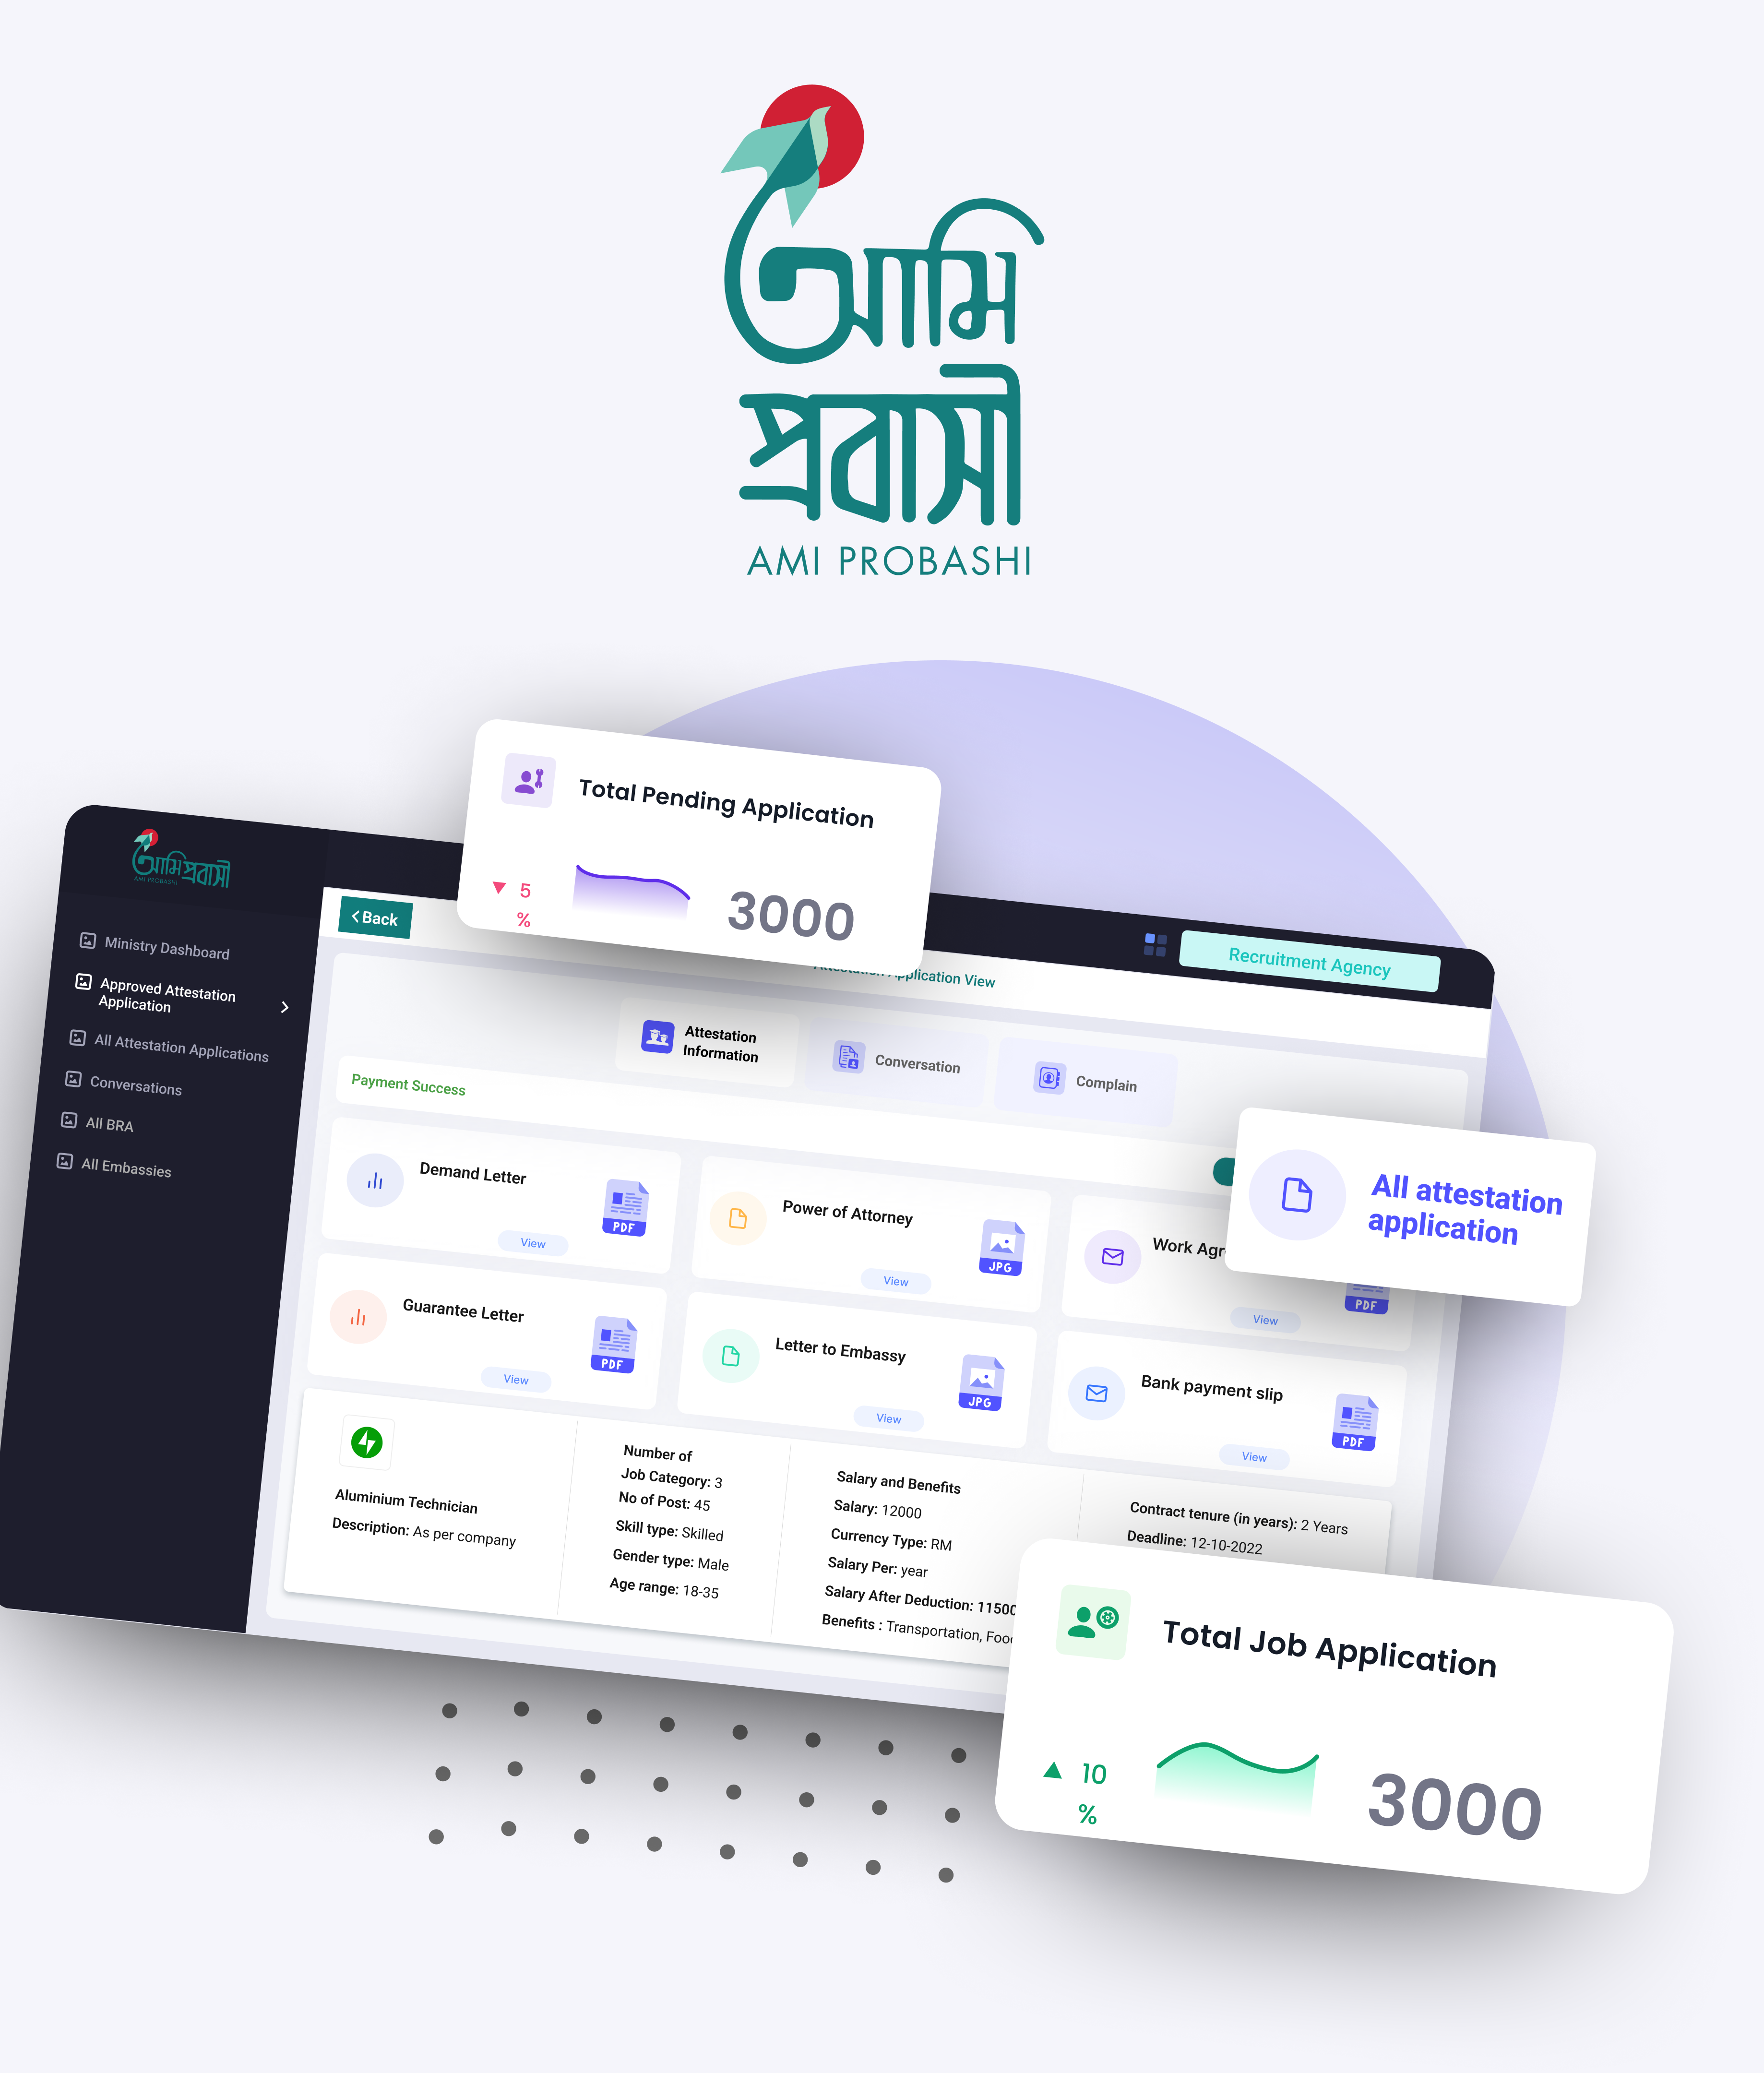 আমি
প্রবাসী
AMI PROBASHI
Total Pending Application
5
%
3000
আমি প্রবাসী
AMI PROBASHI
Ministry Dashboard
Approved Attestation
Application
All Attestation Applications
Conversations
All BRA
All Embassies
Back
Recruitment Agency
Attestation Application View
Attestation
Information
Conversation
Complain
Payment Success
All attestation
application
Demand Letter
PDF
View
Power of Attorney
JPG
View
Work
PDF
View
Guarantee Letter
PDF
View
Letter to Embassy
JPG
View
Bank payment slip
PDF
View
Aluminium Technician
Description: As per company
Number of
Job Category: 3
No of Post: 45
Skill type: Skilled
Gender type: Male
Age range: 18-35
Salary and Benefits
Salary: 12000
Currency Type: RM
Salary Per: year
Salary After Deduction: 11500
Benefits : Transportation,
Contract tenure (in years): 2 Years
Deadline: 12-10-2022
Total Job Application
10
%
3000